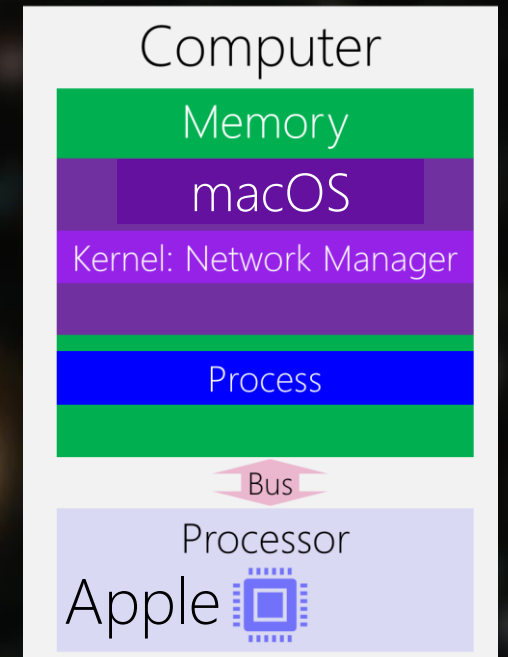 Computer
Memory
macOS
Kernel: Network Manager
Process
Bus
Processor
Apple